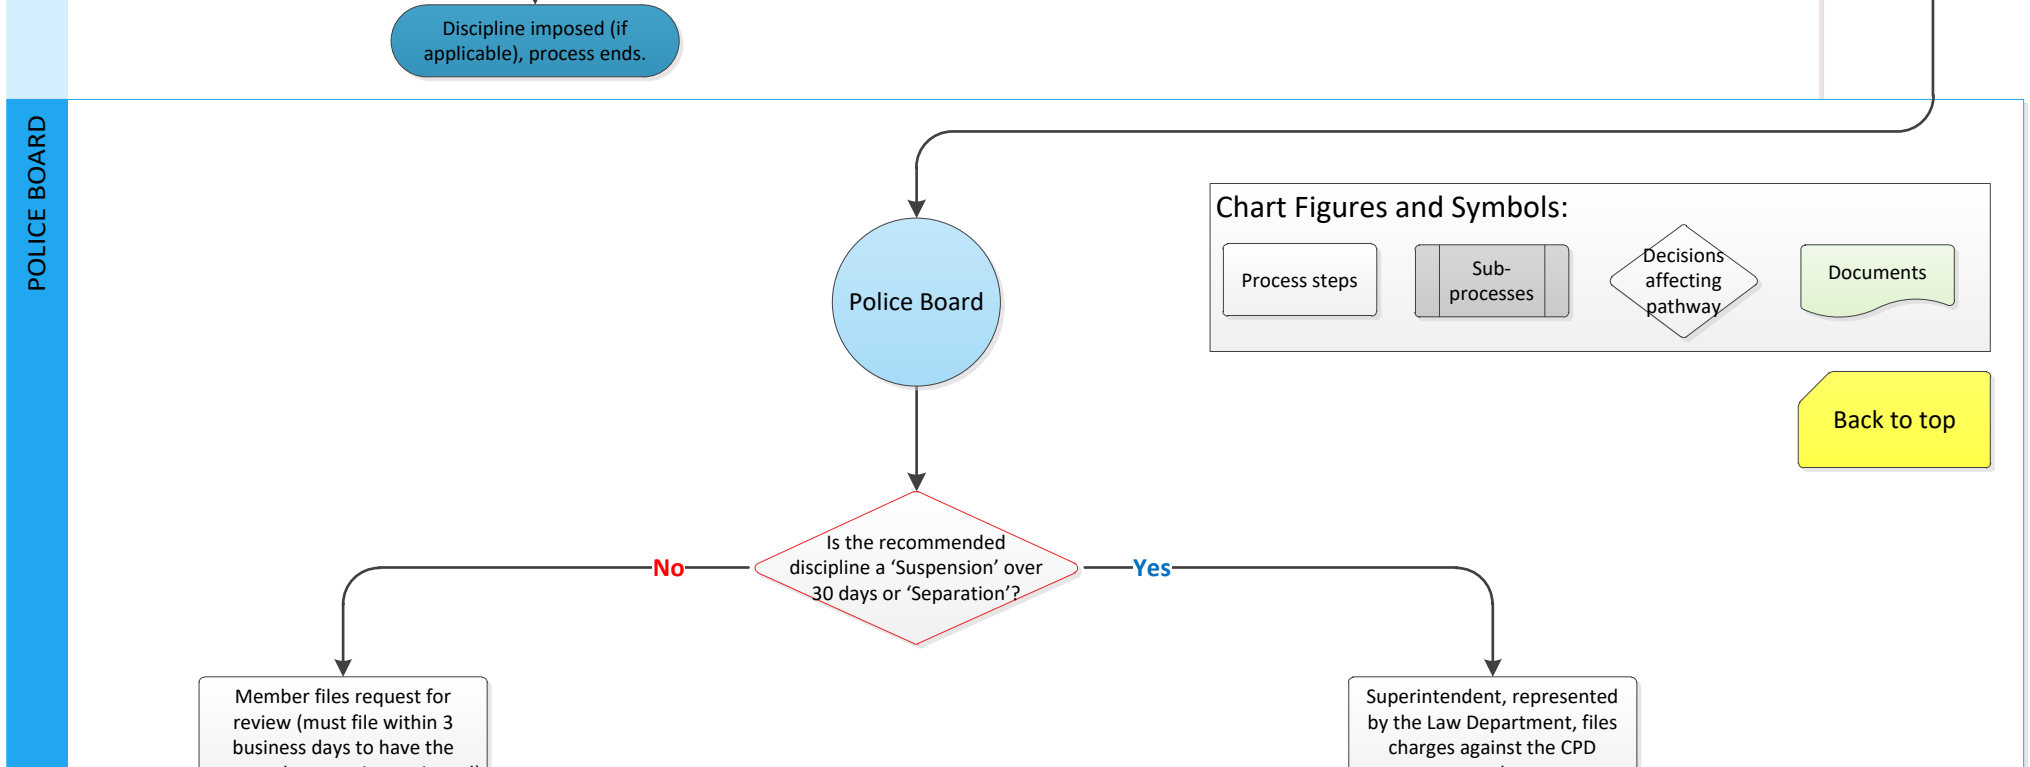 Discipline imposed (if
applicable), process ends.
POLICE BOARD
Police Board
Chart Figures and Symbols:
Process steps
Sub-
processes
Decisions
affecting
pathway
Documents
Back to top
Is the recommended
discipline a ‘Suspension’ over
30 days or ‘Separation’?
No
Yes
Member files request for
review (must file within 3
business days to have the
Superintendent, represented
by the Law Department, files
charges against the CPD